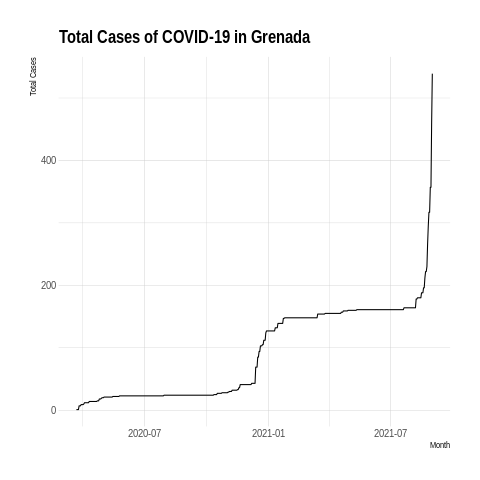 Total Cases of COVID-19 in Grenada
Total Cases
400
200
0
2020-07
2021-01
2021-07
Month